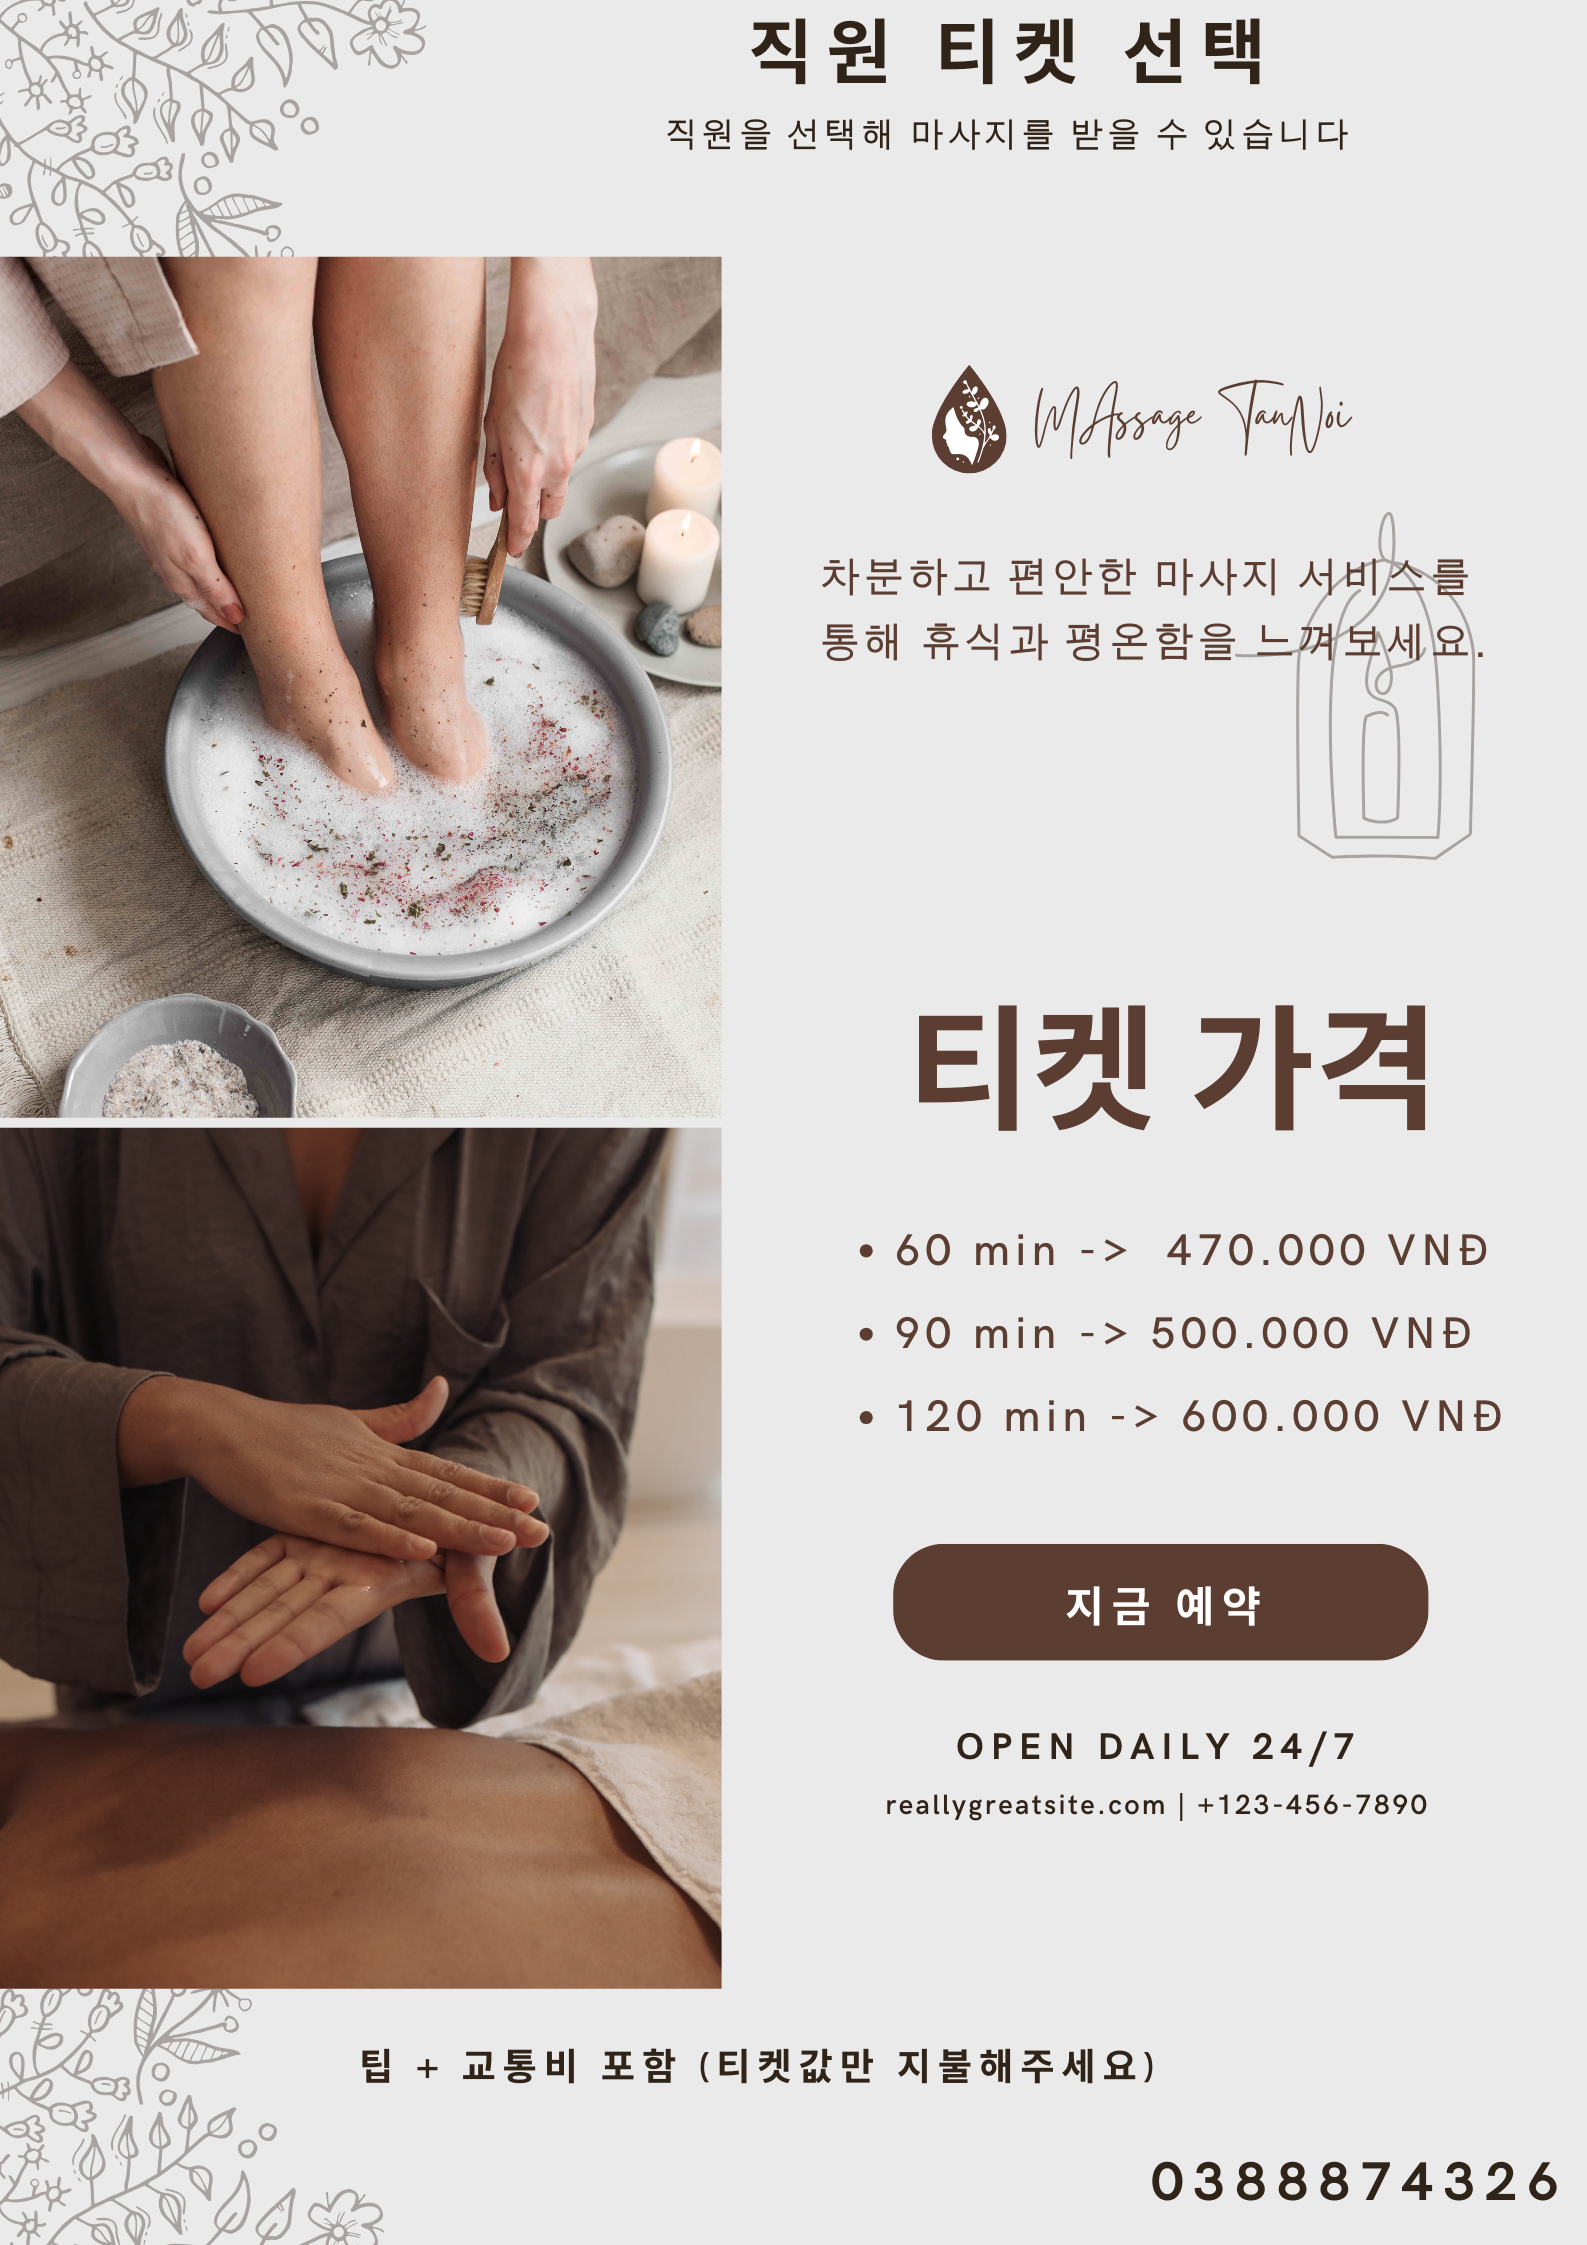 직원 티켓 선택
직원을 선택해 마사지를 받을 수 있습니다
MAssage TanNoi
차분하고 편안한 마사지 서비스를
통해 휴식과 평온함을 느껴보세요.
티켓 가격
• 60 min -> 470.000 VNĐ
• 90 min -> 500.000 VNĐ
• 120 min -> 600.000 VNĐ
지금 예약
OPEN DAILY 24/7
reallygreatsite.com | +123-456-7890
팁 + 교통비 포함 (티켓값만 지불해주세요)
0388874326